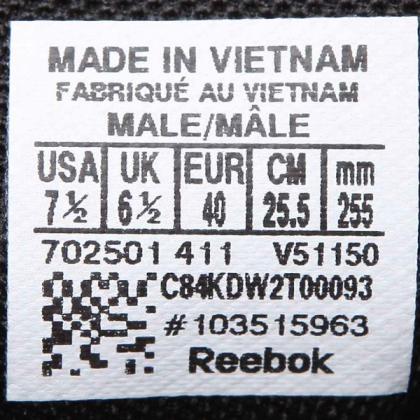 MADE IN VIETNAM
FABRIQUÉ AU VIETNAM
MALE/MÂLE
USA UK EUR CM mm
7½ 6½ 40 25.5 255
702501 411 V51150
C84KDW2T00093
#103515963
Reebok